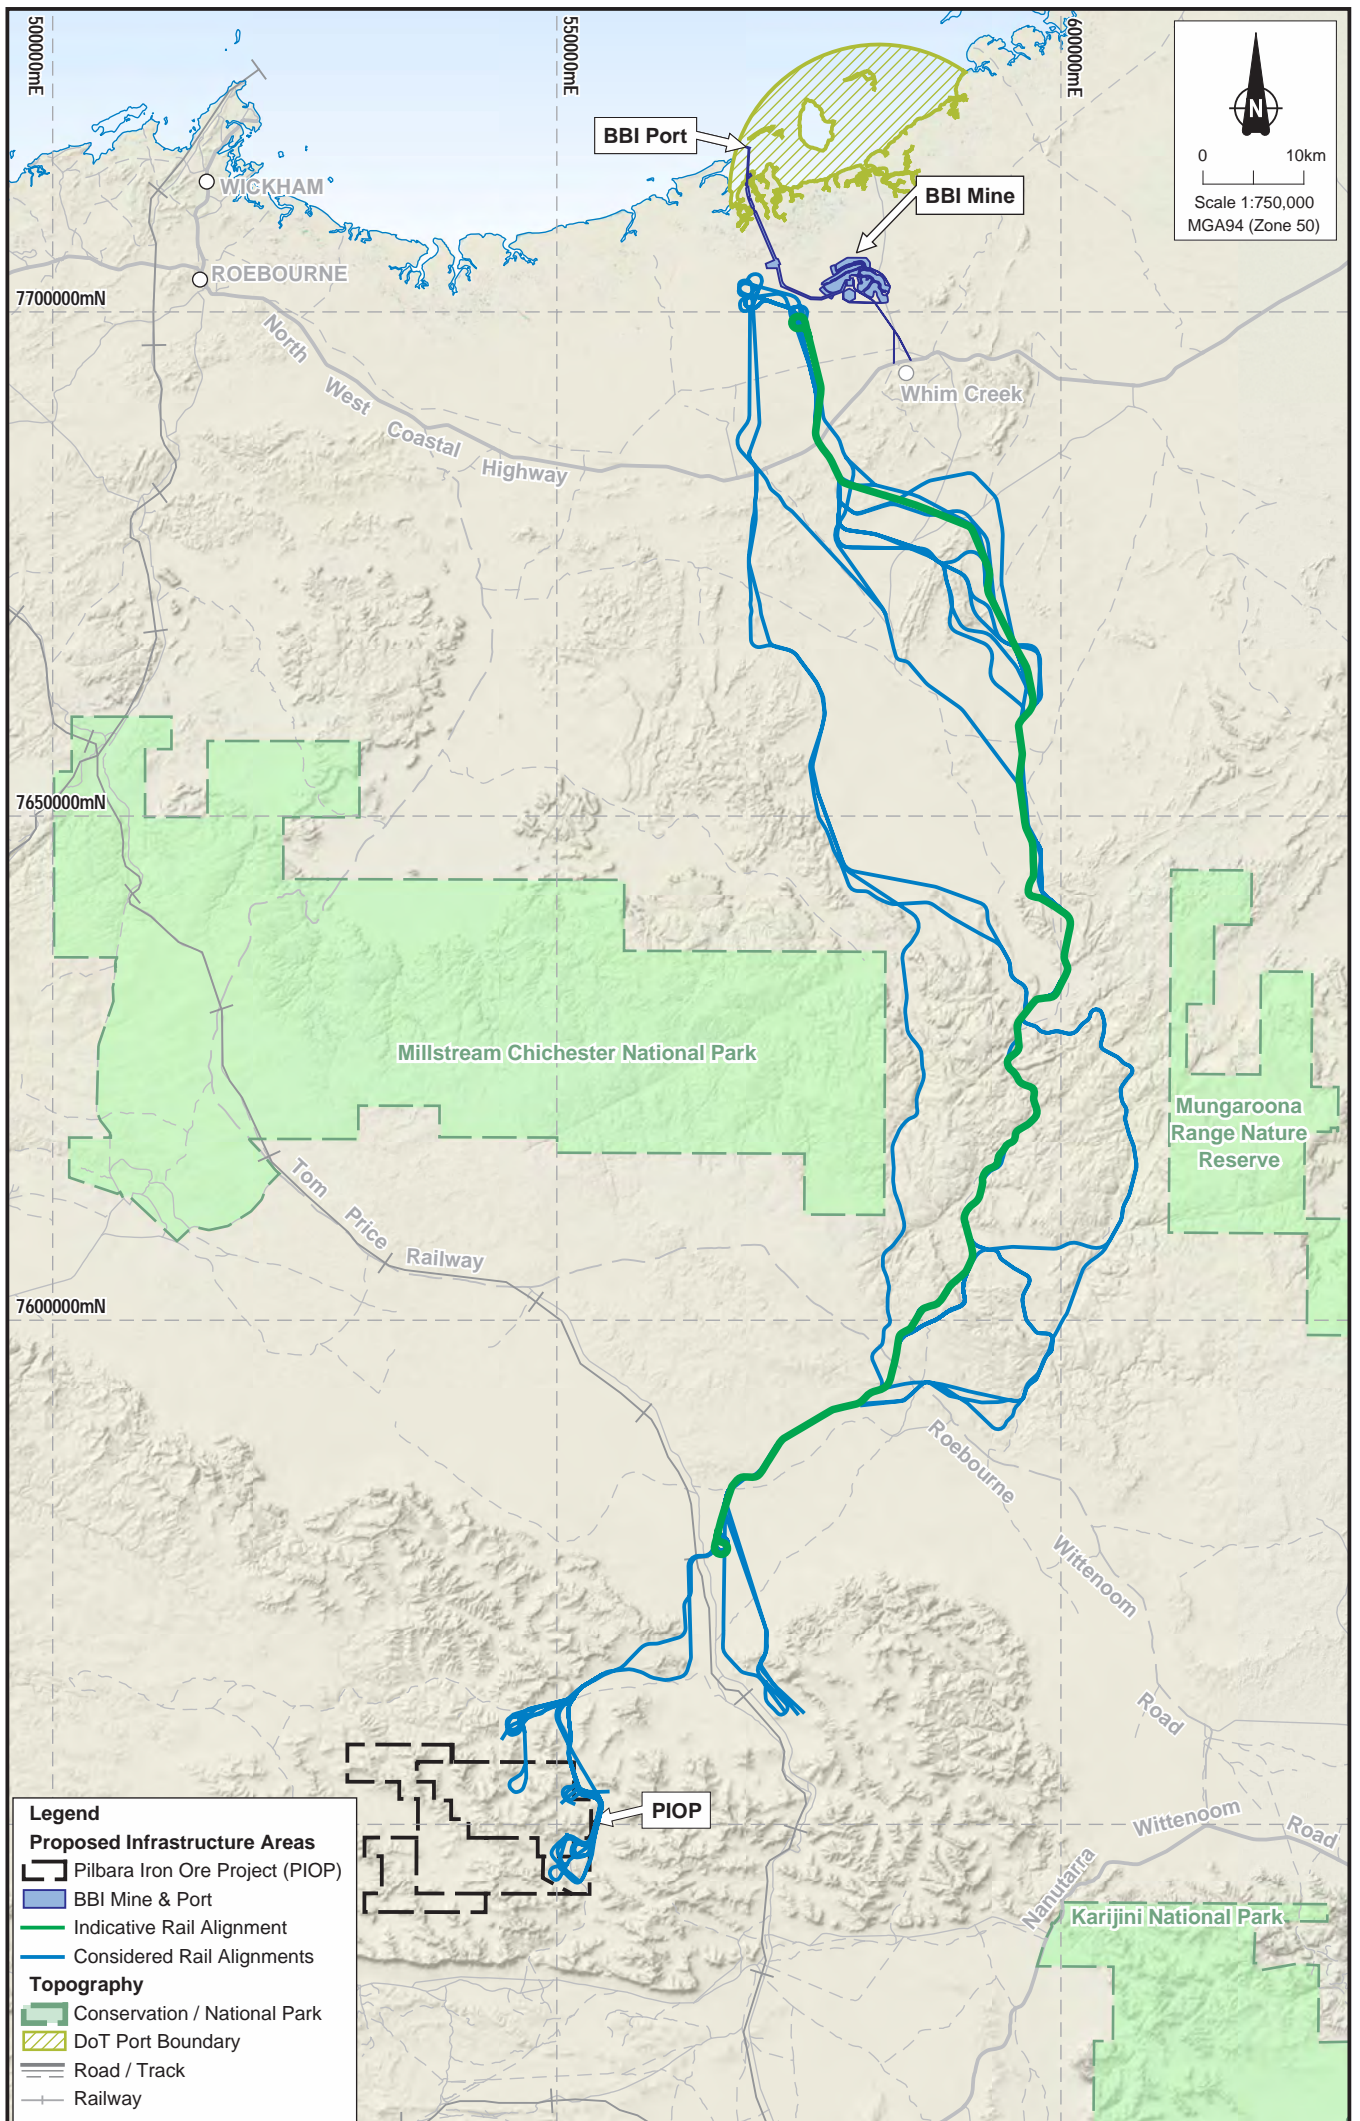 500000mE
550000mE
600000mE
N
0 10km
Scale 1:750,000
MGA94 (Zone 50)
BBI Port
BBI Mine
WICKHAM
ROEBOURNE
7700000mN
North West Coastal Highway
Whim Creek
7650000mN
Millstream Chichester National Park
Mungaroona
Range Nature
Reserve
Tom Price Railway
7600000mN
Roebourne Wittenoom Road
PIOP
Nanutarra Wittenoom Road
Karijini National Park
Legend
Proposed Infrastructure Areas
Pilbara Iron Ore Project (PIOP)
BBI Mine & Port
Indicative Rail Alignment
Considered Rail Alignments
Topography
Conservation / National Park
DoT Port Boundary
Road / Track
Railway